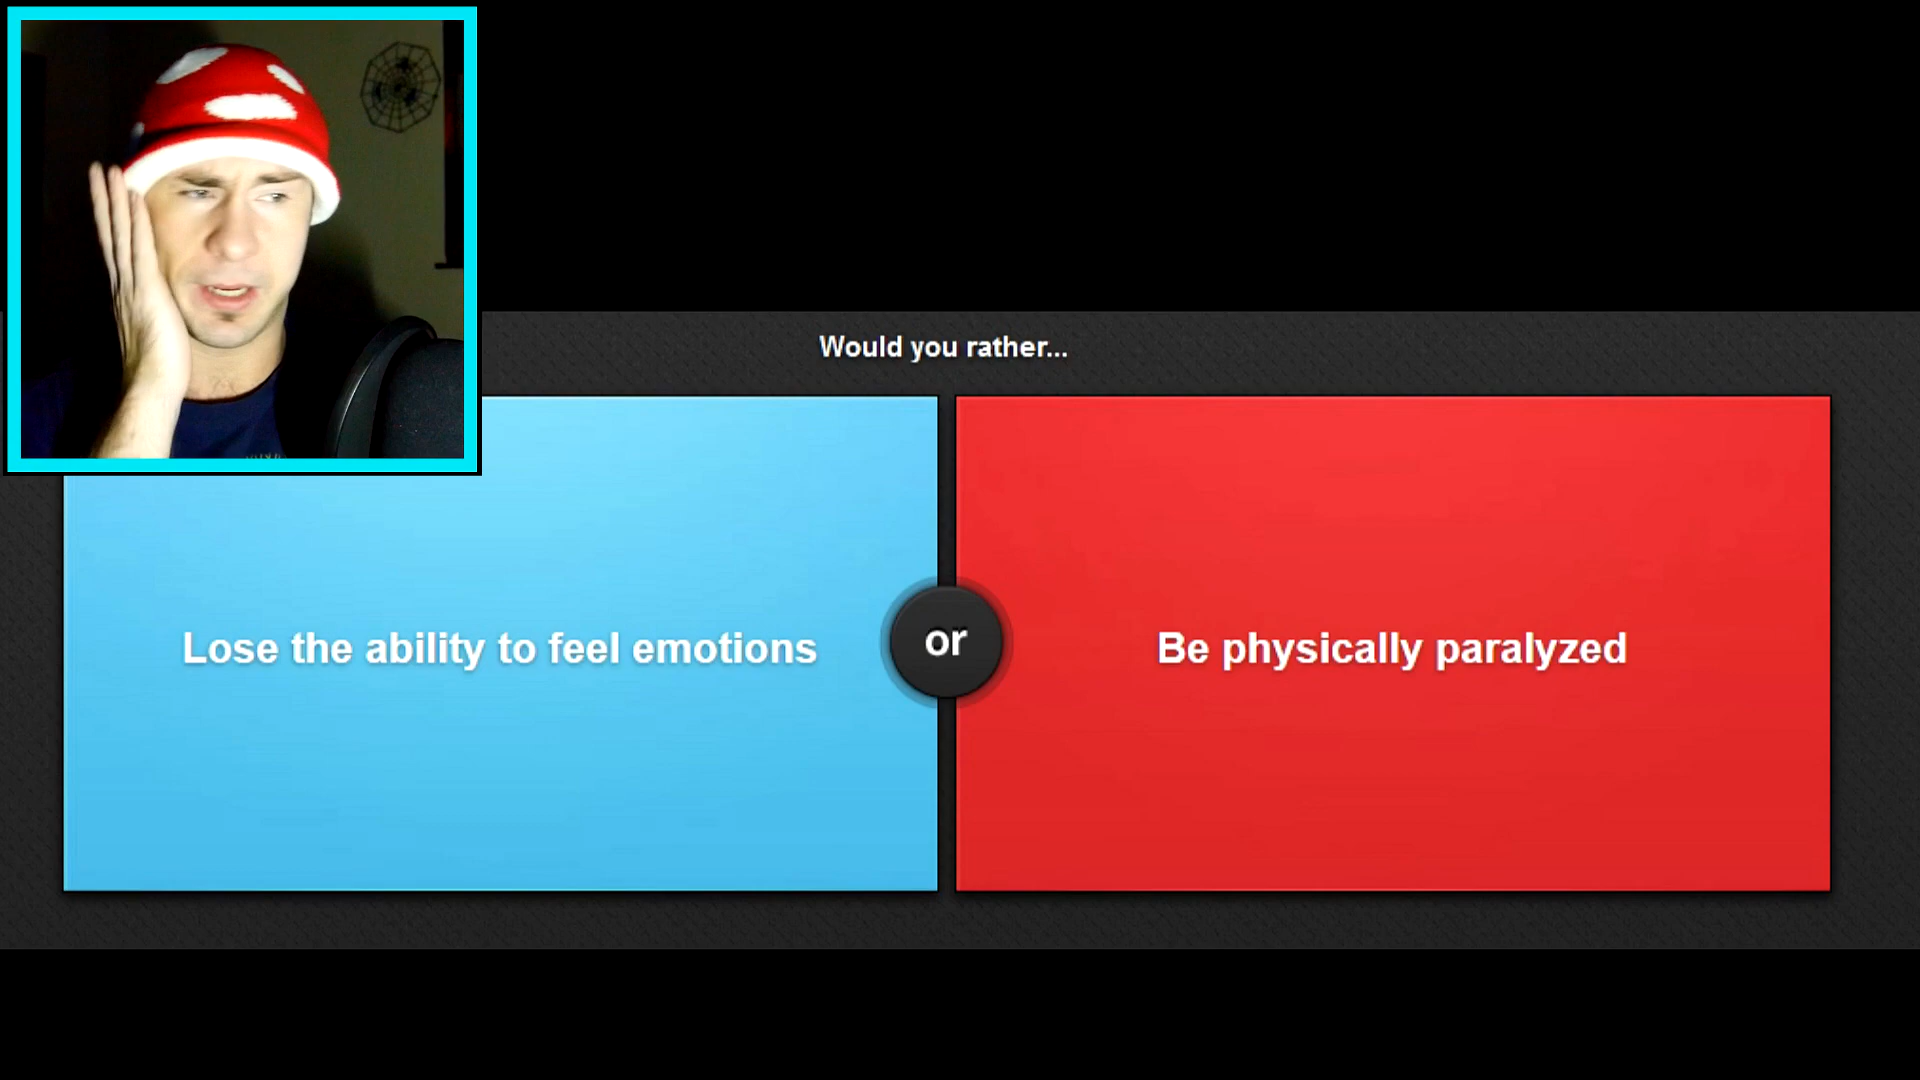 Would you rather...
Lose the ability to feel emotions
or
Be physically paralyzed